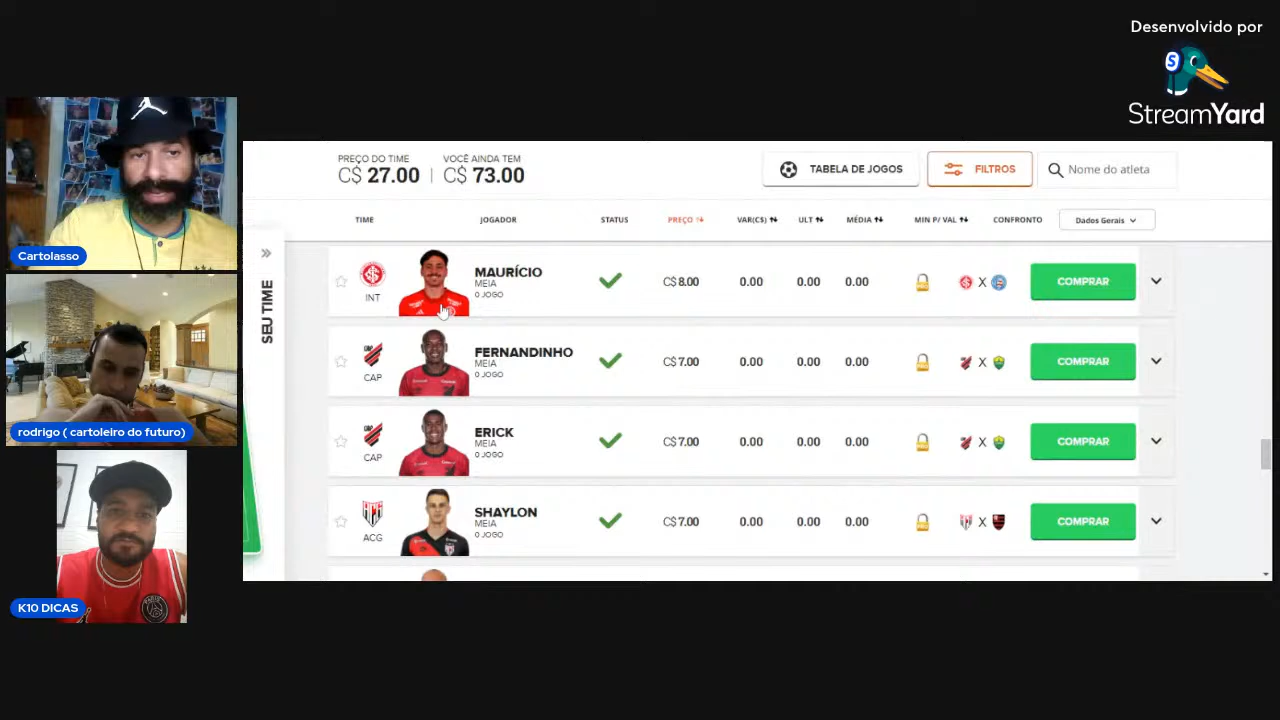 Desenvolvido por
StreamYard
Cartolasso
rodrigo ( cartoleiro do futuro)
K10 DICAS
PREÇO DO TIME
C$ 27.00
VOCÊ AINDA TEM
C$ 73.00
TABELA DE JOGOS
FILTROS
Nome do atleta
TIME JOGADOR STATUS PREÇO VAR(C$) ULT MÉDIA MIN P/ VAL CONFRONTO Dados Gerais
SEU TIME
INT
MAURÍCIO
MEIA
0 JOGO
C$ 8.00 0.00 0.00 0.00 X COMPRAR
CAP
FERNANDINHO
MEIA
0 JOGO
C$ 7.00 0.00 0.00 0.00 X COMPRAR
CAP
ERICK
MEIA
0 JOGO
C$ 7.00 0.00 0.00 0.00 X COMPRAR
ACG
SHAYLON
MEIA
0 JOGO
C$ 7.00 0.00 0.00 0.00 X COMPRAR